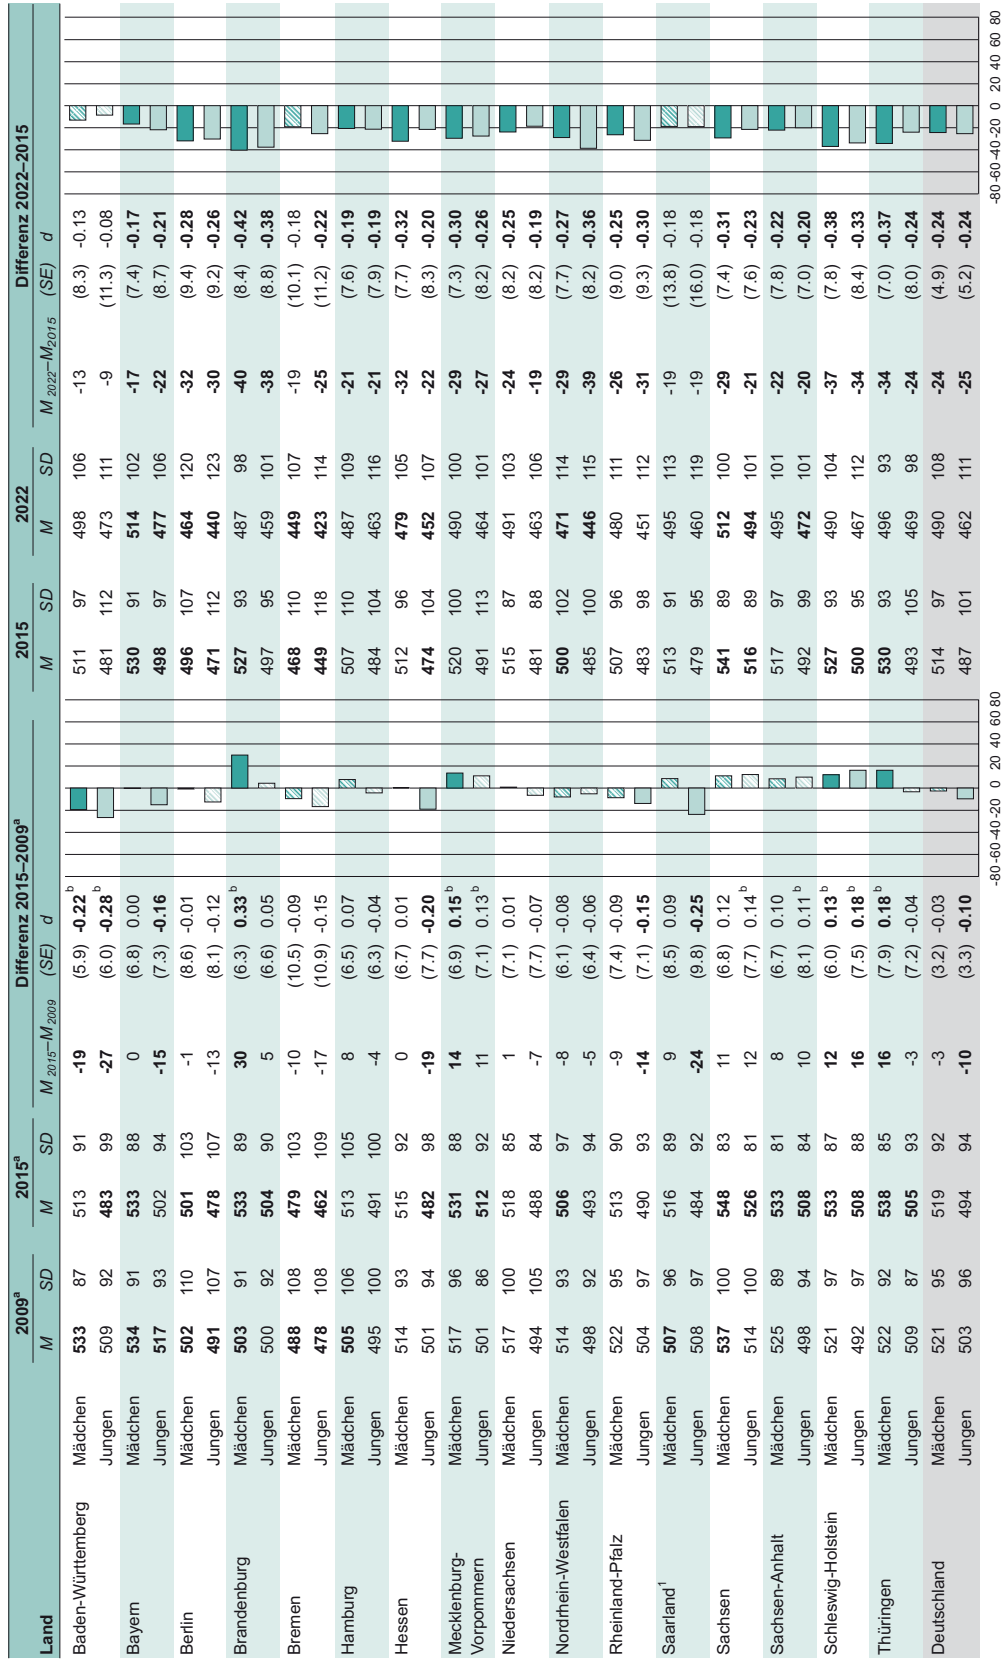 Land 2009a 2015a Differenz 2015–2009a 2015 2022 Differenz 2022–2015
M SD M SD M 2015–M 2009 (SE) d M SD M SD M 2022–M2015 (SE) d
Baden-Württemberg Mädchen 533 87 513 91 -19 (5.9) -0.22 b 511 97 498 106 -13 (8.3) -0.13
Jungen 509 92 483 99 -27 (6.0) -0.28 b 481 112 473 111 -9 (11.3) -0.08
Bayern Mädchen 534 91 533 88 0 (6.8) 0.00 530 91 514 102 -17 (7.4) -0.17
Jungen 517 93 502 94 -15 (7.3) -0.16 498 97 477 106 -22 (8.7) -0.21
Berlin Mädchen 502 110 501 103 -1 (8.6) -0.01 496 107 464 120 -32 (9.4) -0.28
Jungen 491 107 478 107 -13 (8.1) -0.12 471 112 440 123 -30 (9.2) -0.26
Brandenburg Mädchen 503 91 533 89 30 (6.3) 0.33 b 527 93 487 98 -40 (8.4) -0.42
Jungen 500 92 504 90 5 (6.6) 0.05 497 95 459 101 -38 (8.8) -0.38
Bremen Mädchen 488 108 479 103 -10 (10.5) -0.09 468 110 449 107 -19 (10.1) -0.18
Jungen 478 108 462 109 -17 (10.9) -0.15 449 118 423 114 -25 (11.2) -0.22
Hamburg Mädchen 505 106 513 105 8 (6.5) 0.07 507 110 487 109 -21 (7.6) -0.19
Jungen 495 100 491 100 -4 (6.3) -0.04 484 104 463 116 -21 (7.9) -0.19
Hessen Mädchen 514 93 515 92 0 (6.7) 0.01 512 96 479 105 -32 (7.7) -0.32
Jungen 501 94 482 98 -19 (7.7) -0.20 474 104 452 107 -22 (8.3) -0.20
Mecklenburg- Mädchen 517 96 531 88 14 (6.9) 0.15 b 520 100 490 100 -29 (7.3) -0.30
Vorpommern Jungen 501 86 512 92 11 (7.1) 0.13 b 491 113 464 101 -27 (8.2) -0.26
Niedersachsen Mädchen 517 100 518 85 1 (7.1) 0.01 515 87 491 103 -24 (8.2) -0.25
Jungen 494 105 488 84 -7 (7.7) -0.07 481 88 463 106 -19 (8.2) -0.19
Nordrhein-Westfalen Mädchen 514 93 506 97 -8 (6.1) -0.08 500 102 471 114 -29 (7.7) -0.27
Jungen 498 92 493 94 -5 (6.4) -0.06 485 100 446 115 -39 (8.2) -0.36
Rheinland-Pfalz Mädchen 522 95 513 90 -9 (7.4) -0.09 507 96 480 111 -26 (9.0) -0.25
Jungen 504 97 490 93 -14 (7.1) -0.15 483 98 451 112 -31 (9.3) -0.30
Saarland1 Mädchen 507 96 516 89 9 (8.5) 0.09 513 91 495 113 -19 (13.8) -0.18
Jungen 508 97 484 92 -24 (9.8) -0.25 479 95 460 119 -19 (16.0) -0.18
Sachsen Mädchen 537 100 548 83 11 (6.8) 0.12 541 89 512 100 -29 (7.4) -0.31
Jungen 514 100 526 81 12 (7.7) 0.14 b 516 89 494 101 -21 (7.6) -0.23
Sachsen-Anhalt Mädchen 525 89 533 81 8 (6.7) 0.10 517 97 495 101 -22 (7.8) -0.22
Jungen 498 94 508 84 10 (8.1) 0.11 b 492 99 472 101 -20 (7.0) -0.20
Schleswig-Holstein Mädchen 521 97 533 87 12 (6.0) 0.13 b 527 93 490 104 -37 (7.8) -0.38
Jungen 492 97 508 88 16 (7.5) 0.18 b 500 95 467 112 -34 (8.4) -0.33
Thüringen Mädchen 522 92 538 85 16 (7.9) 0.18 b 530 93 496 93 -34 (7.0) -0.37
Jungen 509 87 505 93 -3 (7.2) -0.04 493 105 469 98 -24 (8.0) -0.24
Deutschland Mädchen 521 95 519 92 -3 (3.2) -0.03 514 97 490 108 -24 (4.9) -0.24
Jungen 503 96 494 94 -10 (3.3) -0.10 487 101 462 111 -25 (5.2) -0.24
-80 -60 -40 -20 0 20 40 60 80 -80 -60 -40 -20 0 20 40 60 80